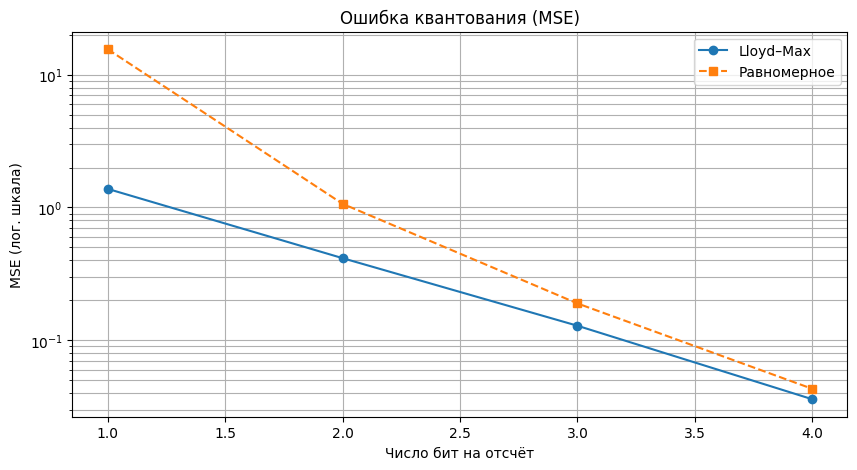 Ошибка квантования (MSE)
Lloyd–Max
Равномерное
MSE (лог. шкала)
10¹
10⁰
10⁻¹
1.0 1.5 2.0 2.5 3.0 3.5 4.0
Число бит на отсчёт